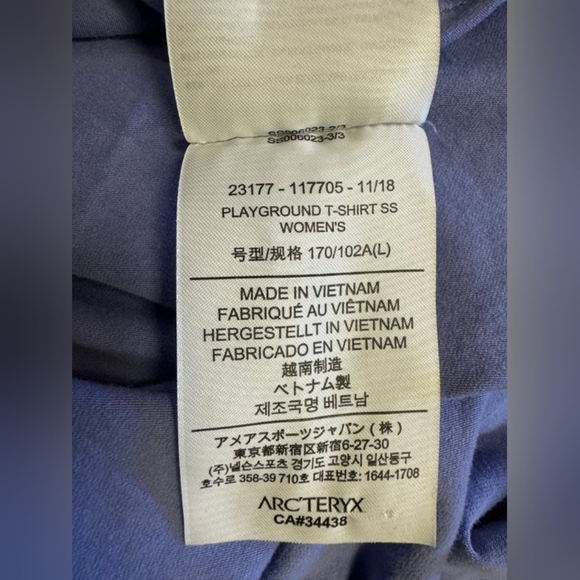 SS006023-2/3
SS006023-3/3
23177 - 117705 - 11/18
PLAYGROUND T-SHIRT SS
WOMEN'S
号型/规格 170/102A(L)
MADE IN VIETNAM
FABRIQUÉ AU VIÊTNAM
HERGESTELLT IN VIETNAM
FABRICADO EN VIETNAM
越南制造
ベトナム製
제조국명 베트남
アメアスポーツジャパン ( 株 )
東京都新宿区新宿6-27-30
(주)넬슨스포츠 경기도 고양시 일산동구
호수로 358-39 710호 대표번호: 1644-1708
ARC'TERYX
CA#34438